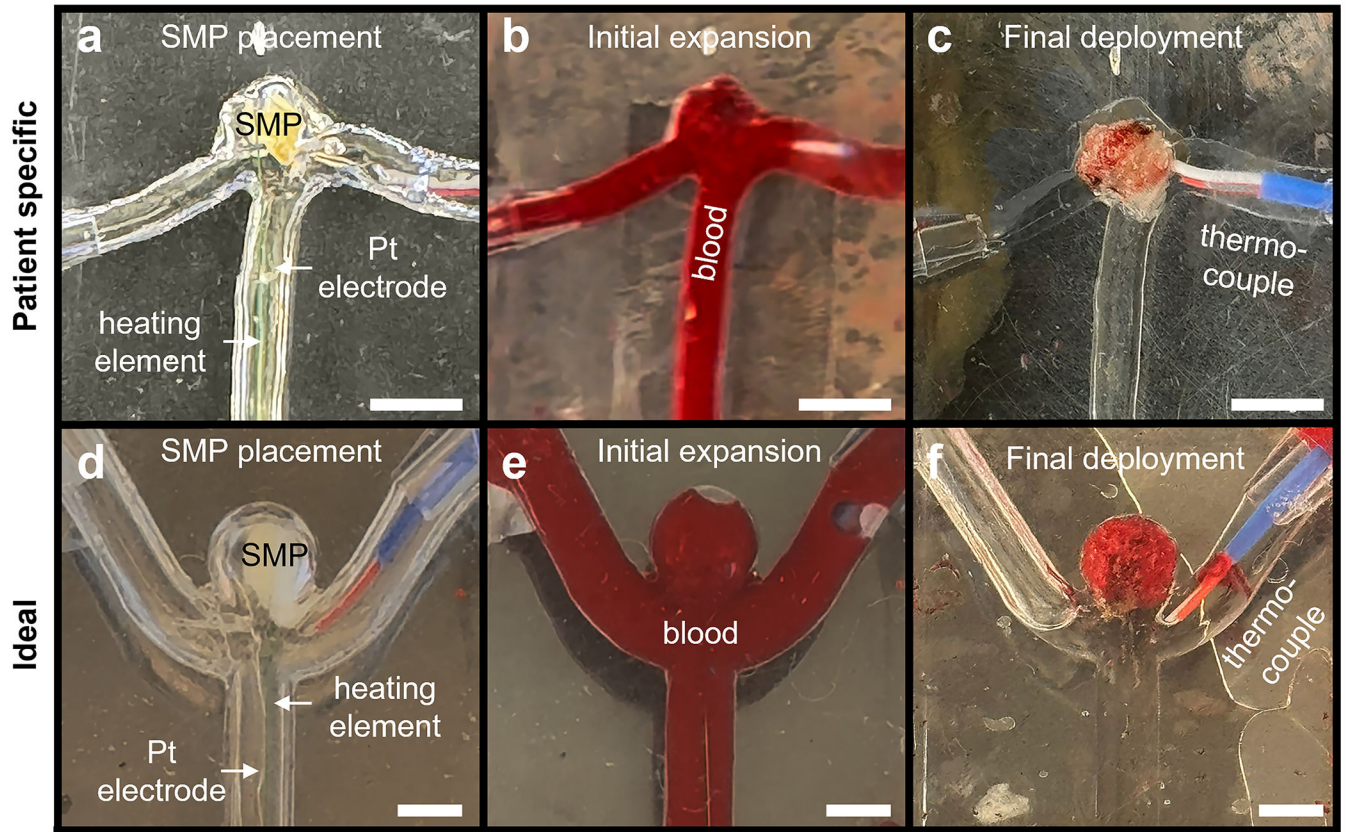 Patient specific
a
SMP placement
SMP
Pt
electrode
heating
element
b
Initial expansion
blood
c
Final deployment
thermo-
couple
Ideal
d
SMP placement
SMP
heating
element
Pt
electrode
e
Initial expansion
blood
f
Final deployment
thermo-
couple